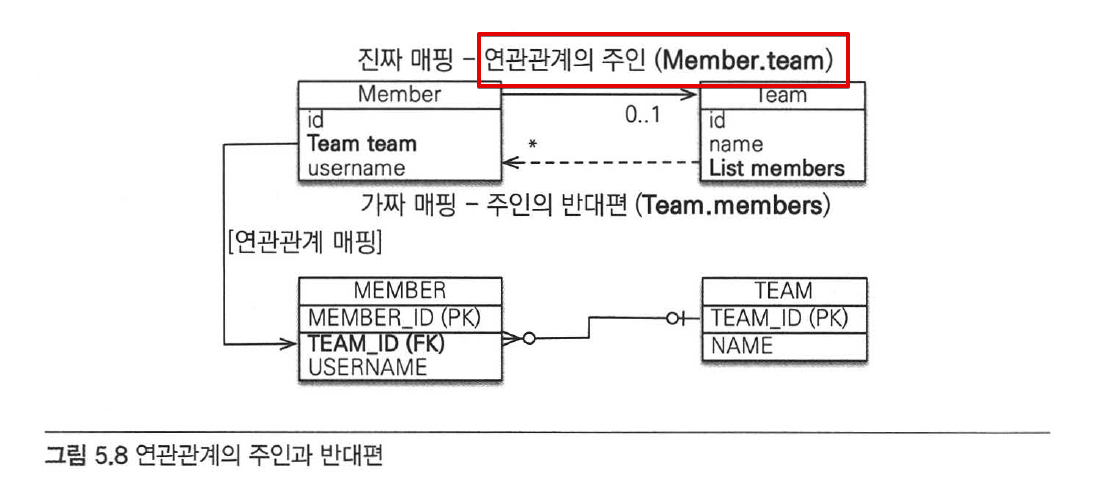 진짜 매핑 - 연관관계의 주인 (Member.team)
Member
id
Team team
username
0..1
*
Team
id
name
List members
가짜 매핑 - 주인의 반대편 (Team.members)
[연관관계 매핑]
MEMBER
MEMBER_ID (PK)
TEAM_ID (FK)
USERNAME
TEAM
TEAM_ID (PK)
NAME
그림 5.8 연관관계의 주인과 반대편